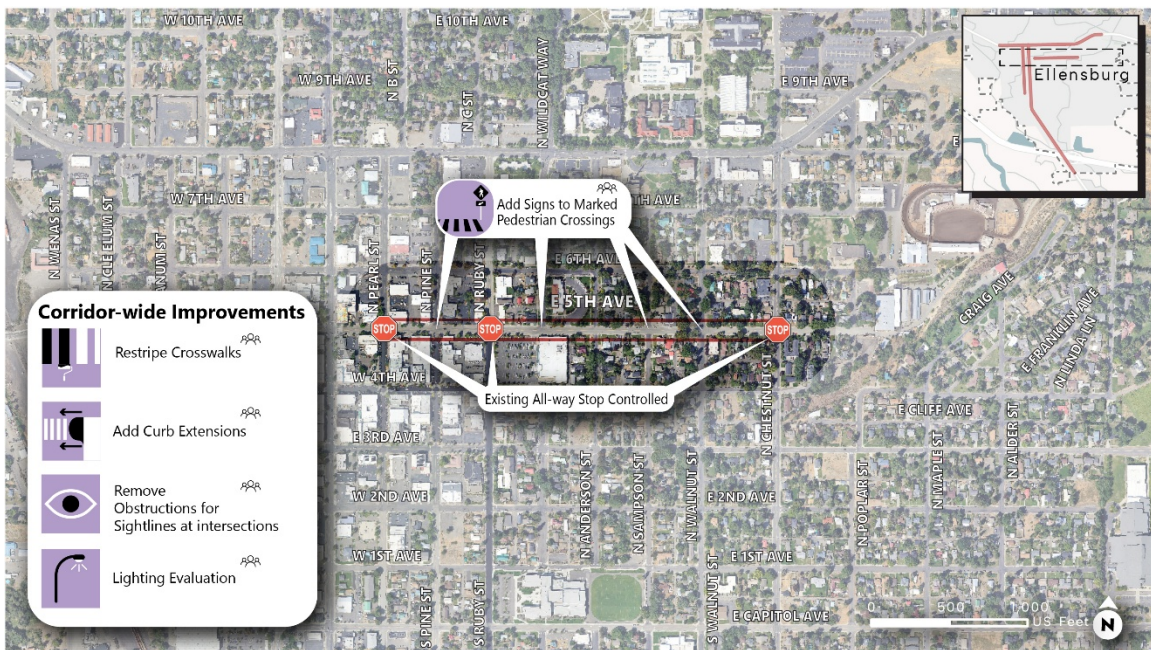 W 10TH AVE
E 10TH AVE
W 9TH AVE
N B ST
N C ST
N WILDCAT WAY
E 9TH AVE
Ellensburg
W 7TH AVE
N WENAS ST
N CLE ELUM ST
ANUM ST
N PEARL ST
N PINE ST
N RUBY ST
Add Signs to Marked
Pedestrian Crossings
TH AVE
E 6TH AVE
E 5TH AVE
STOP
STOP
STOP
W 4TH AVE
Existing All-way Stop Controlled
N CHESTNUT ST
CRAIG AVE
E FRANKLIN AVE
N LINDA LN
E CLIFF AVE
E 3RD AVE
W 2ND AVE
E 2ND AVE
N ANDERSON ST
N SAMPSON ST
N WALNUT ST
N POPLAR ST
N MAPLE ST
N ALDER ST
W 1ST AVE
E 1ST AVE
S PINE ST
S RUBY ST
S WALNUT ST
E CAPITOL AVE
Corridor-wide Improvements
Restripe Crosswalks
Add Curb Extensions
Remove
Obstructions for
Sightlines at intersections
Lighting Evaluation
0 500 1,000
US Feet
N